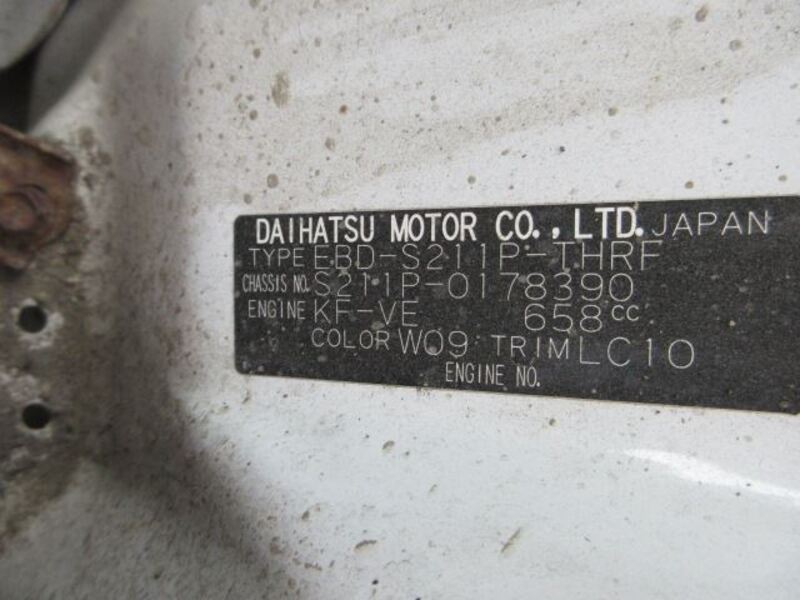 DAIHATSU MOTOR CO.,LTD. JAPAN
TYPE EBD-S211P-THRF
CHASSIS NO. S211P-0178390
ENGINE KF-VE 658cc
COLOR W09 TRIM LC10
ENGINE NO.